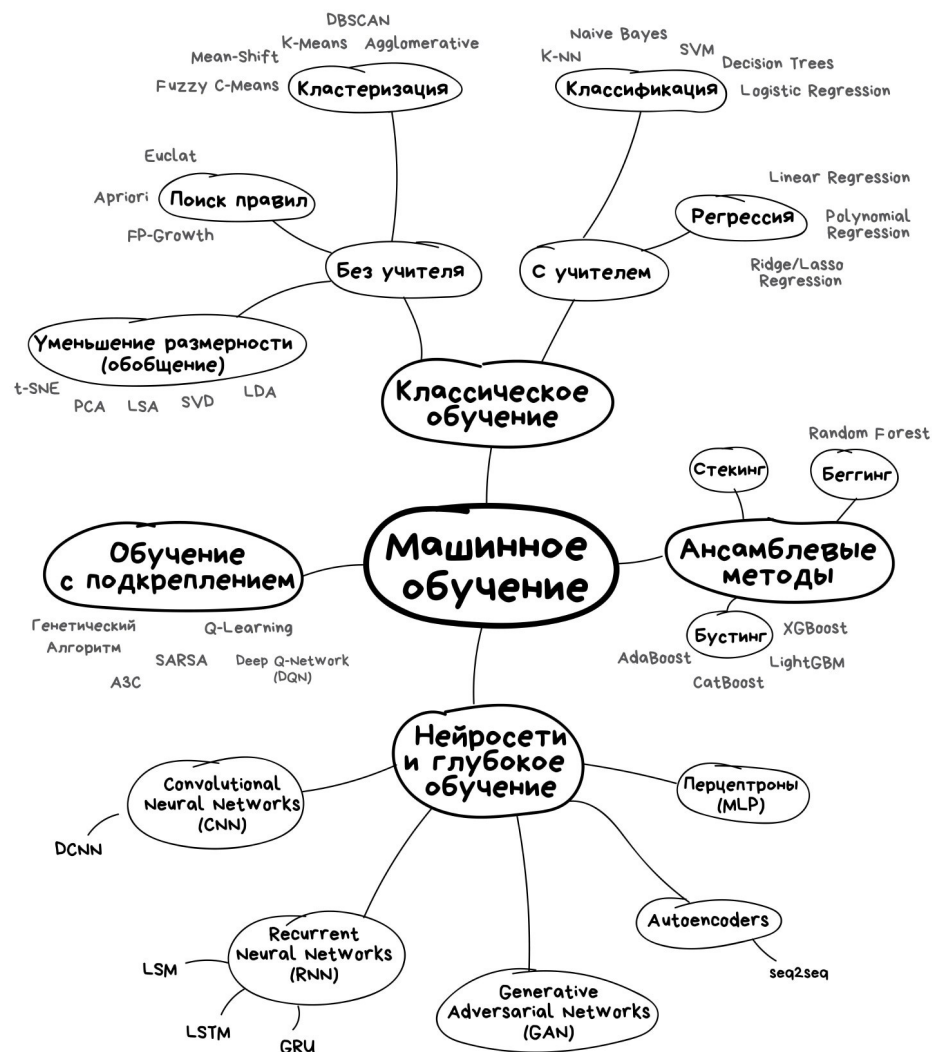 DBSCAN
Mean-Shift
K-Means
Agglomerative
Fuzzy C-Means
Кластеризация
Naive Bayes
K-NN
SVM
Decision Trees
Классификация
Logistic Regression
Euclat
Apriori
Поиск правил
FP-Growth
Linear Regression
Регрессия
Polynomial
Regression
Ridge/Lasso
Regression
Без учителя
С учителем
Уменьшение размерности
(обобщение)
t-SNE
PCA
LSA
SVD
LDA
Классическое
обучение
Random Forest
Стекинг
Беггинг
Обучение
с подкреплением
Машинное
обучение
Ансамблевые
методы
Генетический
Алгоритм
Q-Learning
SARSA
Deep Q-Network
(DQN)
A3C
Бустинг
XGBoost
AdaBoost
LightGBM
CatBoost
Нейросети
и глубокое
обучение
Convolutional
Neural Networks
(CNN)
DCNN
Перцептроны
(MLP)
Autoencoders
seq2seq
Recurrent
Neural Networks
(RNN)
LSM
LSTM
GRU
Generative
Adversarial Networks
(GAN)